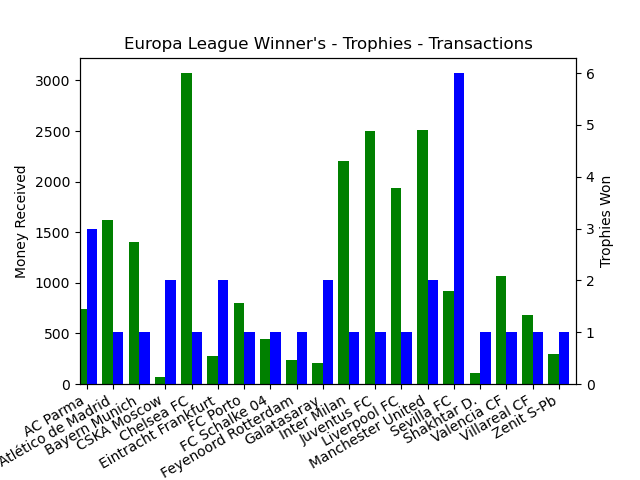 Europa League Winner's - Trophies - Transactions
Money Received
3000
2500
2000
1500
1000
500
0
6
5
4
3
2
1
0
Trophies Won
AC Parma
Atlético de Madrid
Bayern Munich
CSKA Moscow
Chelsea FC
Eintracht Frankfurt
FC Porto
FC Schalke 04
Feyenoord Rotterdam
Galatasaray
Inter Milan
Juventus FC
Liverpool FC
Manchester United
Sevilla FC
Shakhtar D.
Valencia CF
Villareal CF
Zenit S-Pb